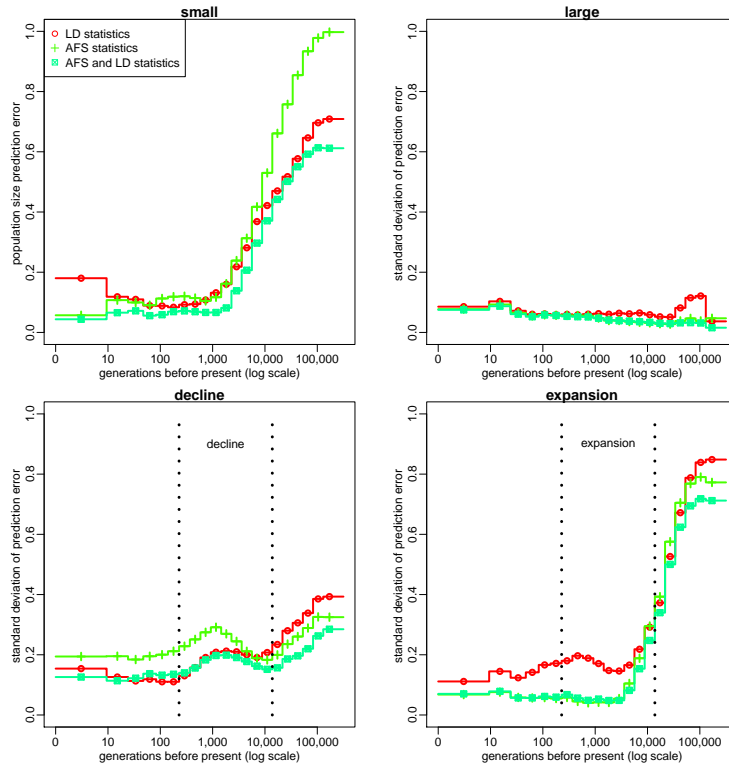 small
LD statistics
AFS statistics
AFS and LD statistics
population size prediction error
0.0 0.2 0.4 0.6 0.8 1.0
0 10 100 1,000 10,000 100,000
generations before present (log scale)
large
standard deviation of prediction error
0.0 0.2 0.4 0.6 0.8 1.0
0 10 100 1,000 10,000 100,000
generations before present (log scale)
decline
decline
standard deviation of prediction error
0.0 0.2 0.4 0.6 0.8 1.0
0 10 100 1,000 10,000 100,000
generations before present (log scale)
expansion
expansion
standard deviation of prediction error
0.0 0.2 0.4 0.6 0.8 1.0
0 10 100 1,000 10,000 100,000
generations before present (log scale)